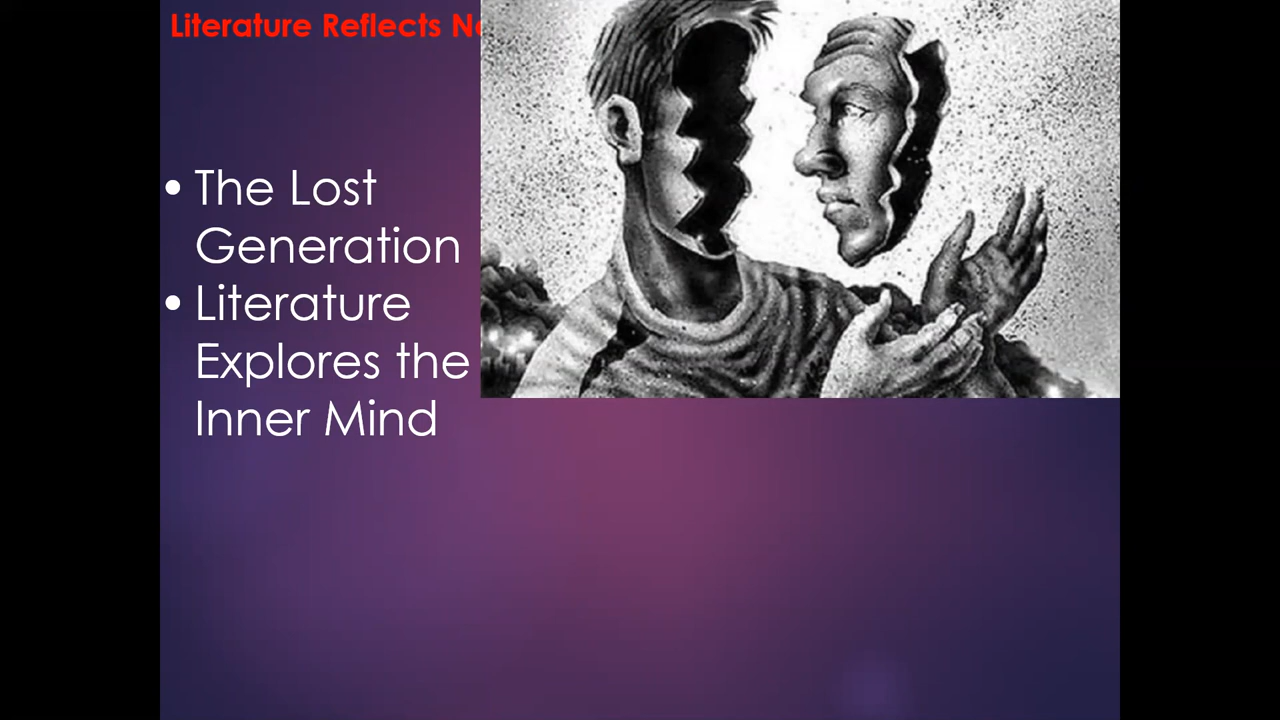 Literature Reflects
• The Lost
Generation
• Literature
Explores the
Inner Mind